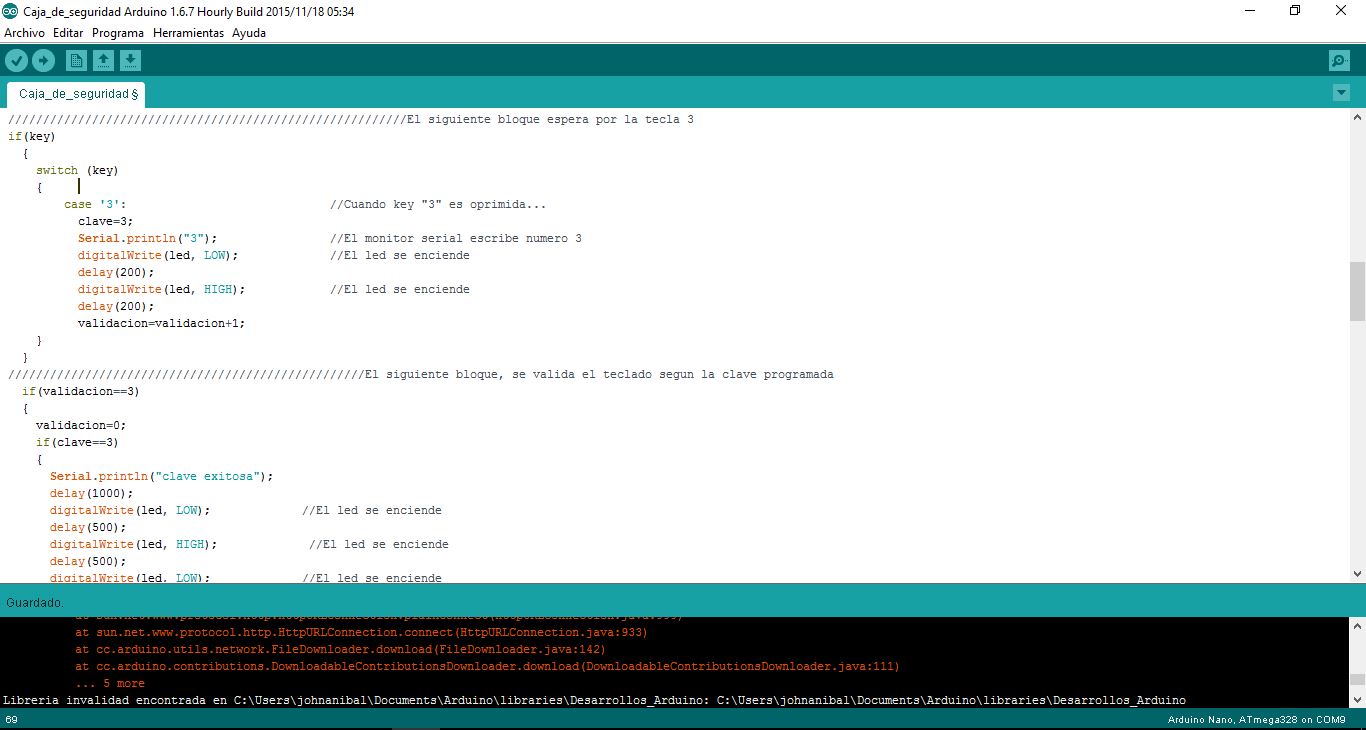 Caja_de_seguridad Arduino 1.6.7 Hourly Build 2015/11/18 05:34
Archivo Editar Programa Herramientas Ayuda
Caja_de_seguridad §
/////////////////////////////////////////////////////////El siguiente bloque espera por la tecla 3
if(key)
{
switch (key)
{
case '3': //Cuando key "3" es oprimida...
clave=3;
Serial.println("3"); //El monitor serial escribe numero 3
digitalWrite(led, LOW); //El led se enciende
delay(200);
digitalWrite(led, HIGH); //El led se enciende
delay(200);
validacion=validacion+1;
}
}
///////////////////////////////////////////////////El siguiente bloque, se valida el teclado segun la clave programada
if(validacion==3)
{
validacion=0;
if(clave==3)
{
Serial.println("clave exitosa");
delay(1000);
digitalWrite(led, LOW); //El led se enciende
delay(500);
digitalWrite(led, HIGH); //El led se enciende
delay(500);
digitalWrite(led, LOW); //El led se enciende
Guardado.
at sun.net.www.protocol.http.HttpURLConnection.connect(HttpURLConnection.java:933)
at cc.arduino.utils.network.FileDownloader.download(FileDownloader.java:142)
at cc.arduino.contributions.DownloadableContributionsDownloader.download(DownloadableContributionsDownloader.java:111)
... 5 more
Libreria invalidad encontrada en C:\Users\johnanibal\Documents\Arduino\libraries\Desarrollos_Arduino: C:\Users\johnanibal\Documents\Arduino\libraries\Desarrollos_Arduino
69
Arduino Nano, ATmega328 on COM9